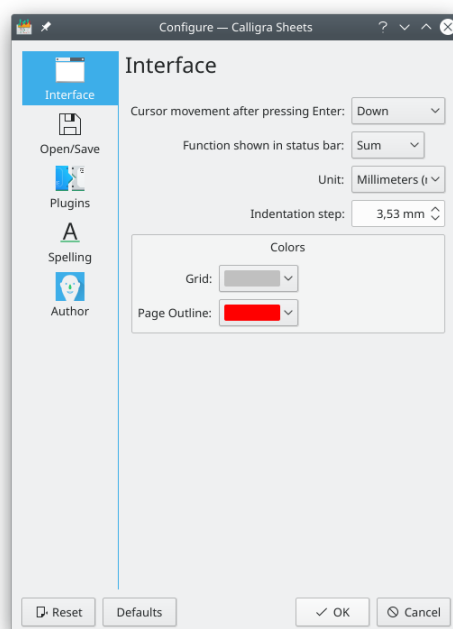 Configure — Calligra Sheets
Interface
Interface
Open/Save
Plugins
Spelling
Author
Cursor movement after pressing Enter: Down
Function shown in status bar: Sum
Unit: Millimeters (
Indentation step: 3,53 mm
Colors
Grid:
Page Outline:
Reset Defaults OK Cancel